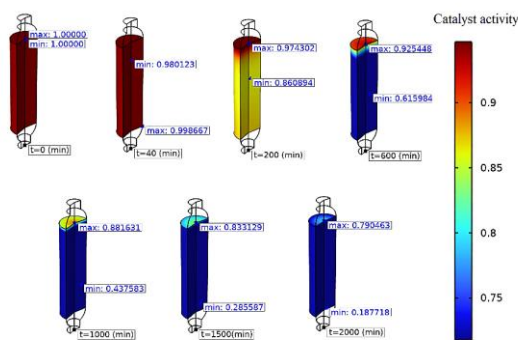 Catalyst activity
max: 1.00000
min: 1.00000
t=0 (min)
min: 0.980123
max: 0.998667
t=40 (min)
max: 0.974302
min: 0.860894
t=200 (min)
max: 0.925448
min: 0.615984
t=600 (min)
0.9
0.85
0.8
0.75
max: 0.881631
min: 0.437583
t=1000 (min)
max: 0.833129
min: 0.285587
t=1500(min)
max: 0.790463
min: 0.187718
t=2000 (min)